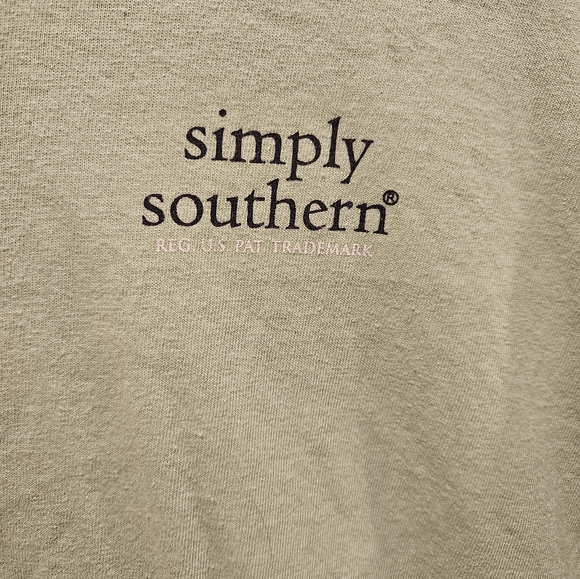 simply
southern®
REG. U.S. PAT TRADEMARK